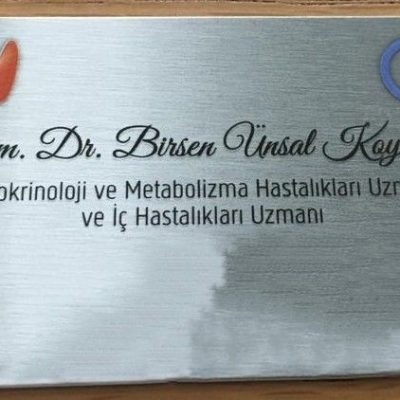 m. Dr. Birsen Ünsal Koy
okrinoloji ve Metabolizma Hastalıkları Uzm
ve İç Hastalıkları Uzmanı